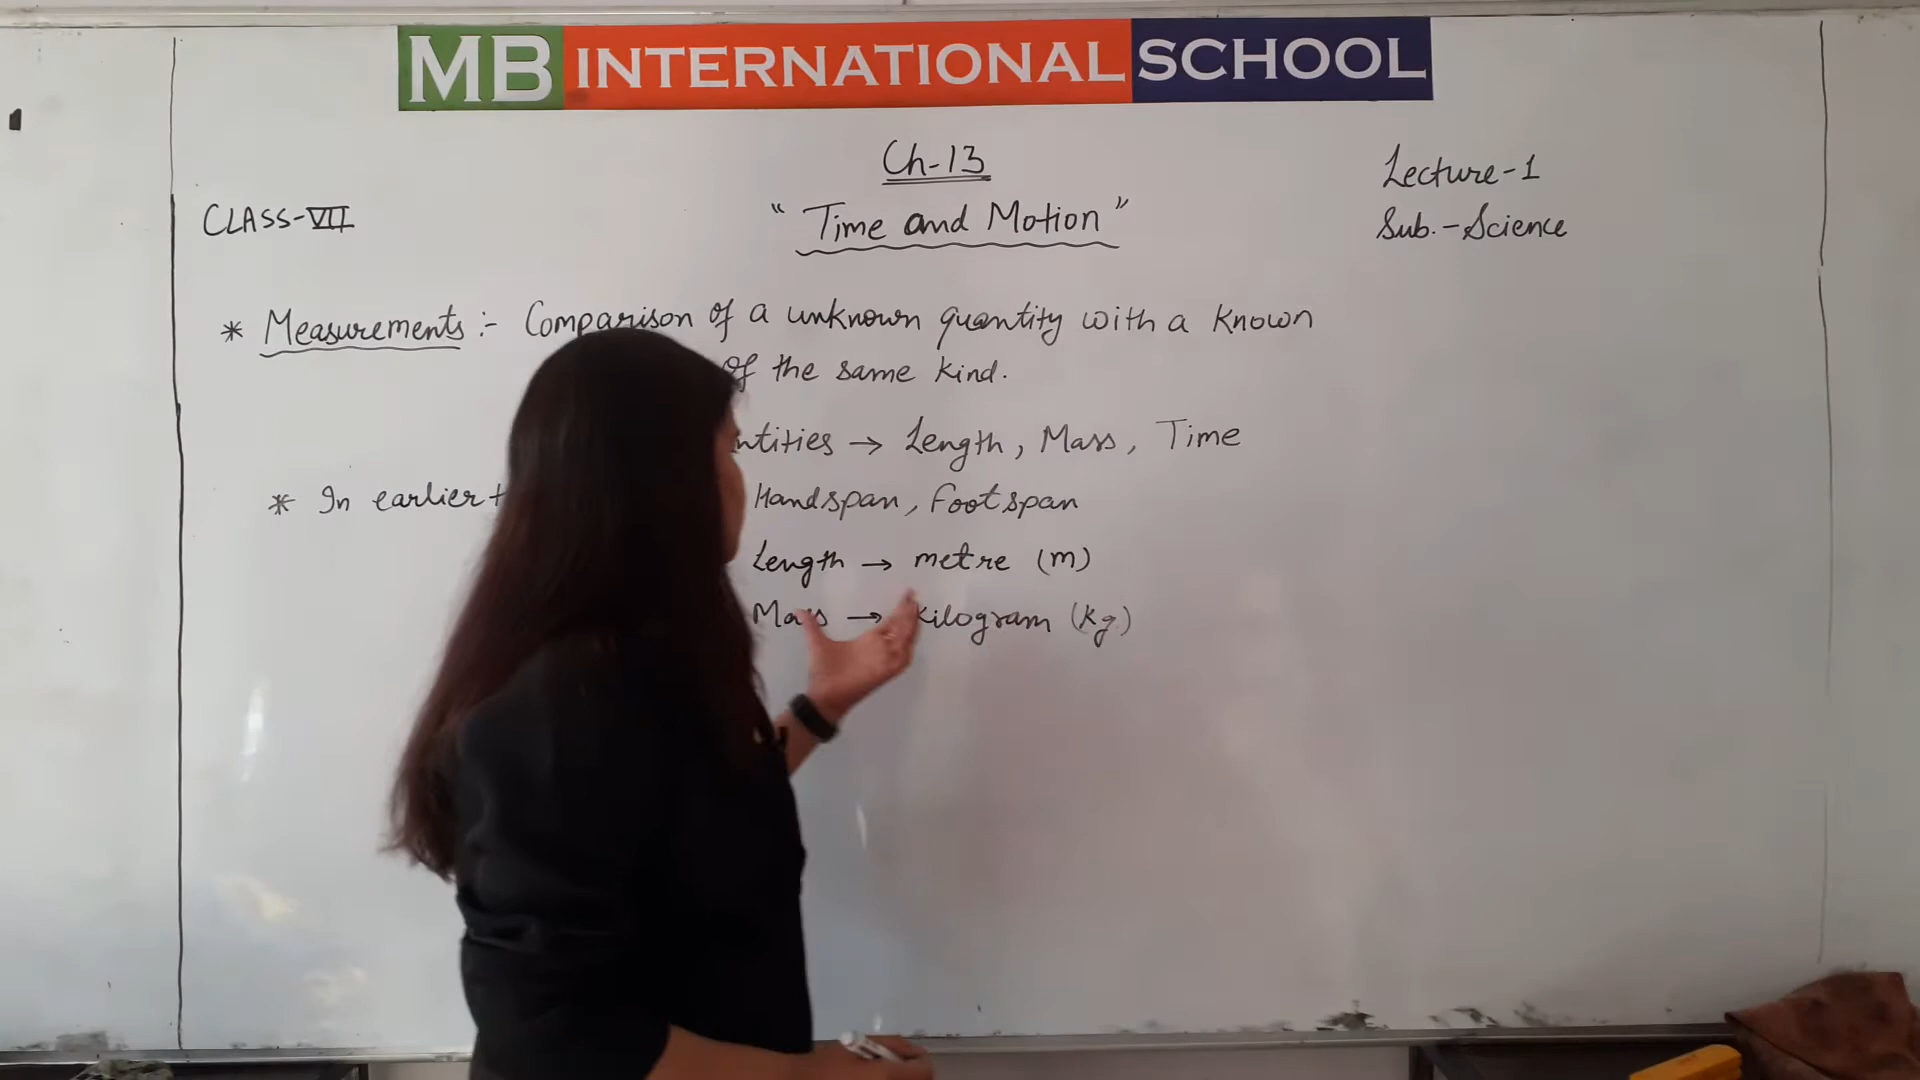 MB INTERNATIONAL SCHOOL
Ch-13
Lecture-1
CLASS-VII
"Time and Motion"
Sub.-Science
* Measurements :- Comparison of a unknown quantity with a known
of the same kind.
→ Length, Mass, Time
* In earlier Handspan, Footspan
Length → metre (m)
Mass → kilogram (kg)